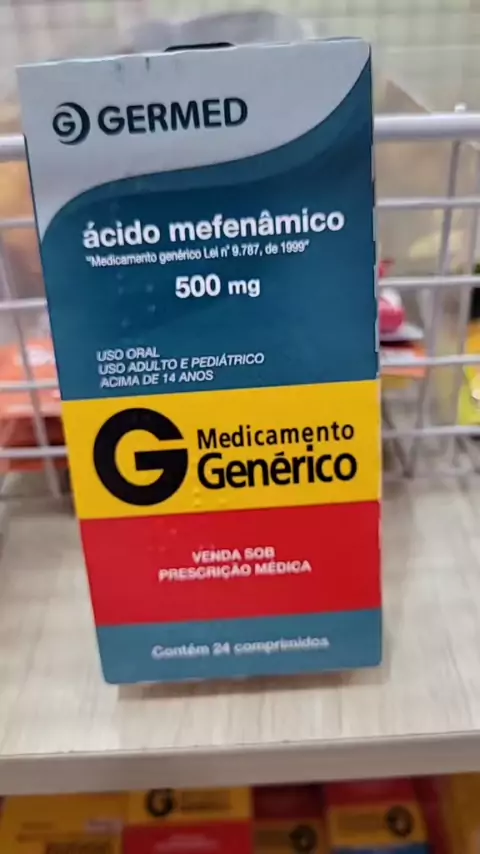 GERMED
ácido mefenâmico
"Medicamento genérico Lei nº 9.787, de 1999"
500 mg
USO ORAL
USO ADULTO E PEDIÁTRICO
ACIMA DE 14 ANOS
G Medicamento
Genérico
VENDA SOB
PRESCRIÇÃO MÉDICA
Contém 24 comprimidos